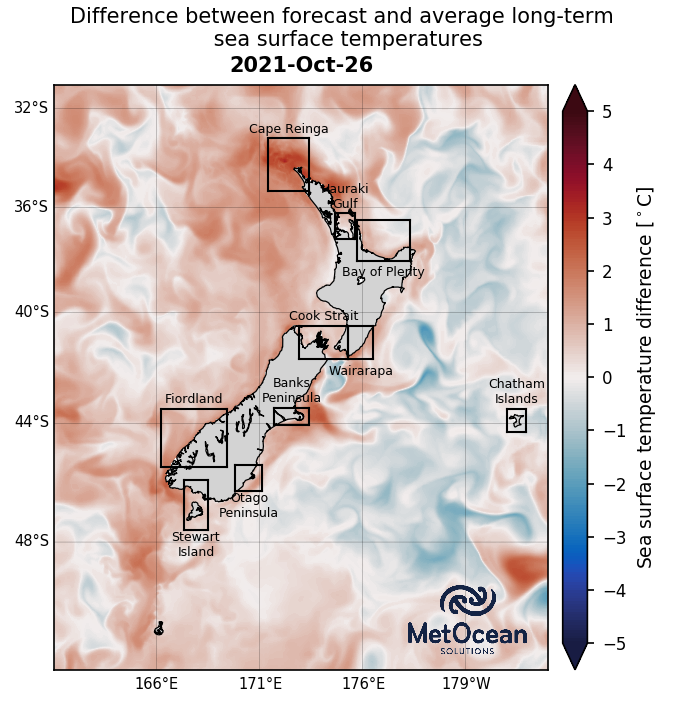 Difference between forecast and average long-term
sea surface temperatures
2021-Oct-26
32°S
36°S
40°S
44°S
48°S
166°E
171°E
176°E
179°W
Cape Reinga
Hauraki
Gulf
Bay of Plenty
Cook Strait
Wairarapa
Banks
Peninsula
Fiordland
Chatham
Islands
Otago
Peninsula
Stewart
Island
MetOcean
SOLUTIONS
5
4
3
2
1
0
−1
−2
−3
−4
−5
Sea surface temperature difference [°C]